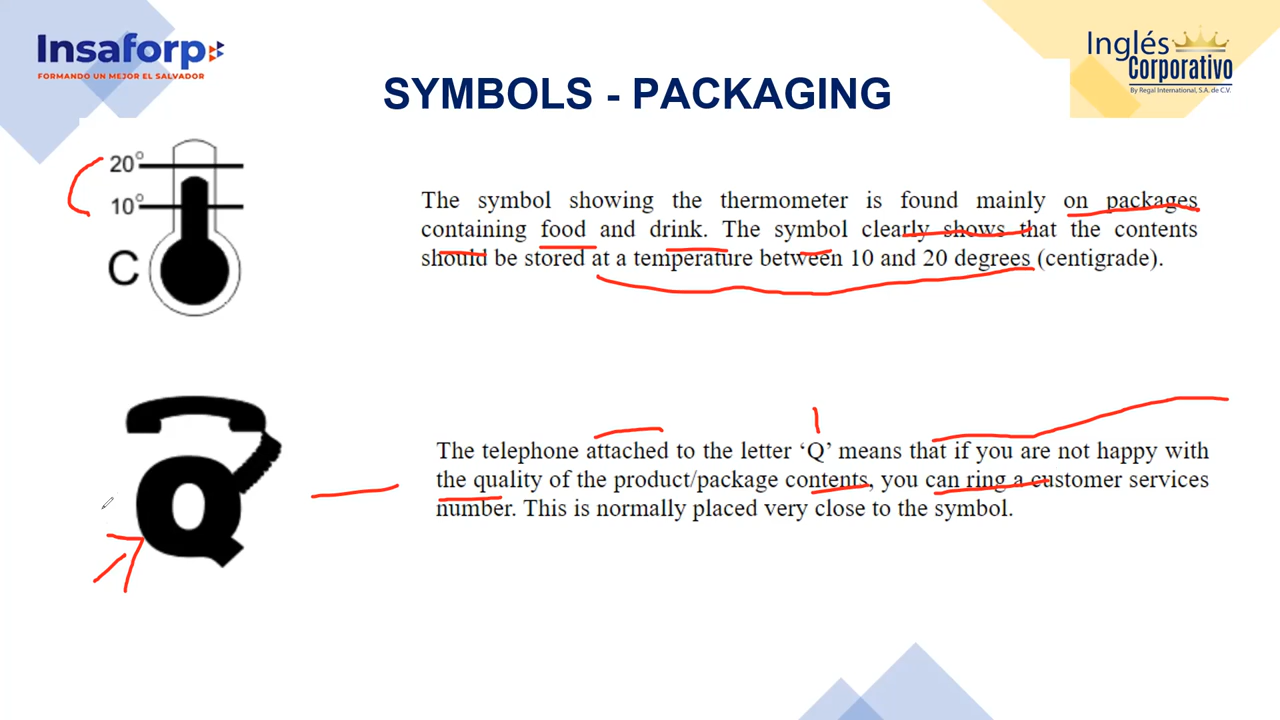 Insaforp
FORMANDO UN MEJOR EL SALVADOR
Inglés
Corporativo
By Regal International, S.A. de C.V.
SYMBOLS - PACKAGING
20°
10°
C
The symbol showing the thermometer is found mainly on packages
containing food and drink. The symbol clearly shows that the contents
should be stored at a temperature between 10 and 20 degrees (centigrade).
Q
The telephone attached to the letter ‘Q’ means that if you are not happy with
the quality of the product/package contents, you can ring a customer services
number. This is normally placed very close to the symbol.